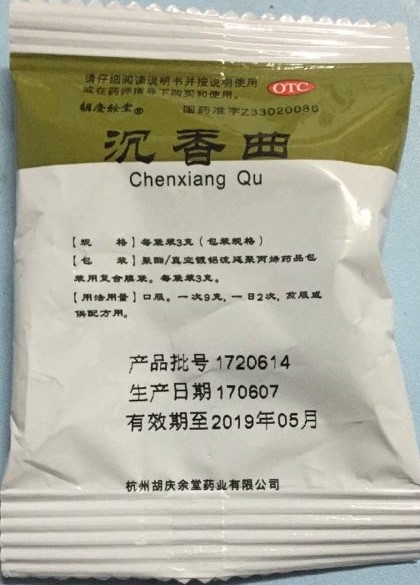 请仔细阅读说明书并按说明使用
或在药师指导下购买和使用。
OTC
胡庆余堂®
国药准字Z33020086
沉香曲
Chenxiang Qu
【规 格】每袋装3克（包装规格）
【包 装】聚酯/真空镀铝流延聚丙烯药品包
装用复合膜袋。每袋装3克。
【用法用量】口服。一次9克，一日2次，煎服或
供配方用。
产品批号 1720614
生产日期 170607
有效期至 2019年05月
杭州胡庆余堂药业有限公司